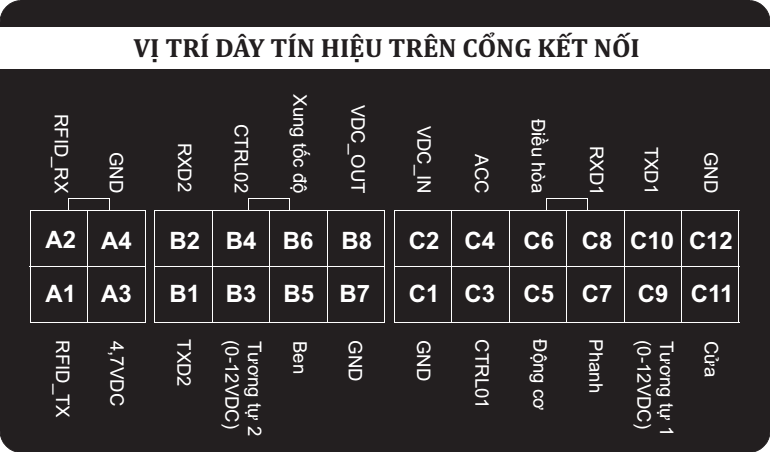 VỊ TRÍ DÂY TÍN HIỆU TRÊN CỔNG KẾT NỐI
RFID_RX
GND
RXD2
CTRL02
Xung tốc độ
VDC_OUT
VDC_IN
ACC
Điều hòa
RXD1
TXD1
GND
A2 A4 B2 B4 B6 B8 C2 C4 C6 C8 C10 C12
A1 A3 B1 B3 B5 B7 C1 C3 C5 C7 C9 C11
RFID_TX
4,7VDC
TXD2
Tương tự 2
(0-12VDC)
Ben
GND
GND
CTRL01
Động cơ
Phanh
Tương tự 1
(0-12VDC)
Cửa